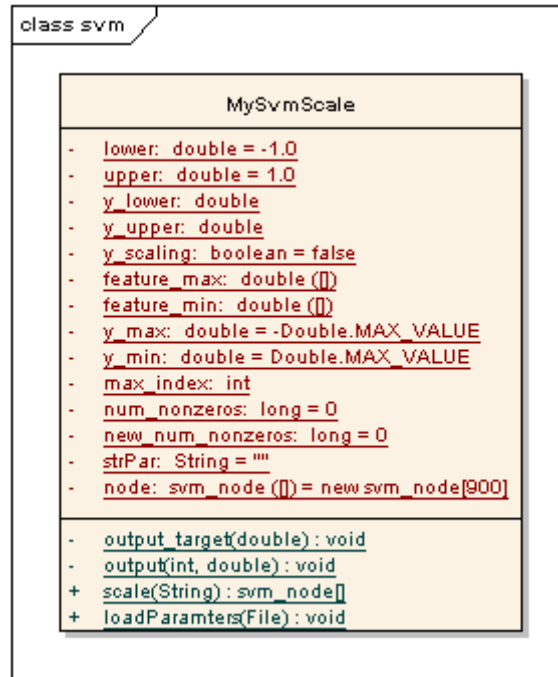 class svm
MySvmScale
- lower: double = -1.0
- upper: double = 1.0
- y_lower: double
- y_upper: double
- y_scaling: boolean = false
- feature_max: double ([])
- feature_min: double ([])
- y_max: double = -Double.MAX_VALUE
- y_min: double = Double.MAX_VALUE
- max_index: int
- num_nonzeros: long = 0
- new_num_nonzeros: long = 0
- strPar: String = ""
- node: svm_node ([]) = new svm_node[900]
- output_target(double) : void
- output(int, double) : void
+ scale(String) : svm_node[]
+ loadParamters(File) : void